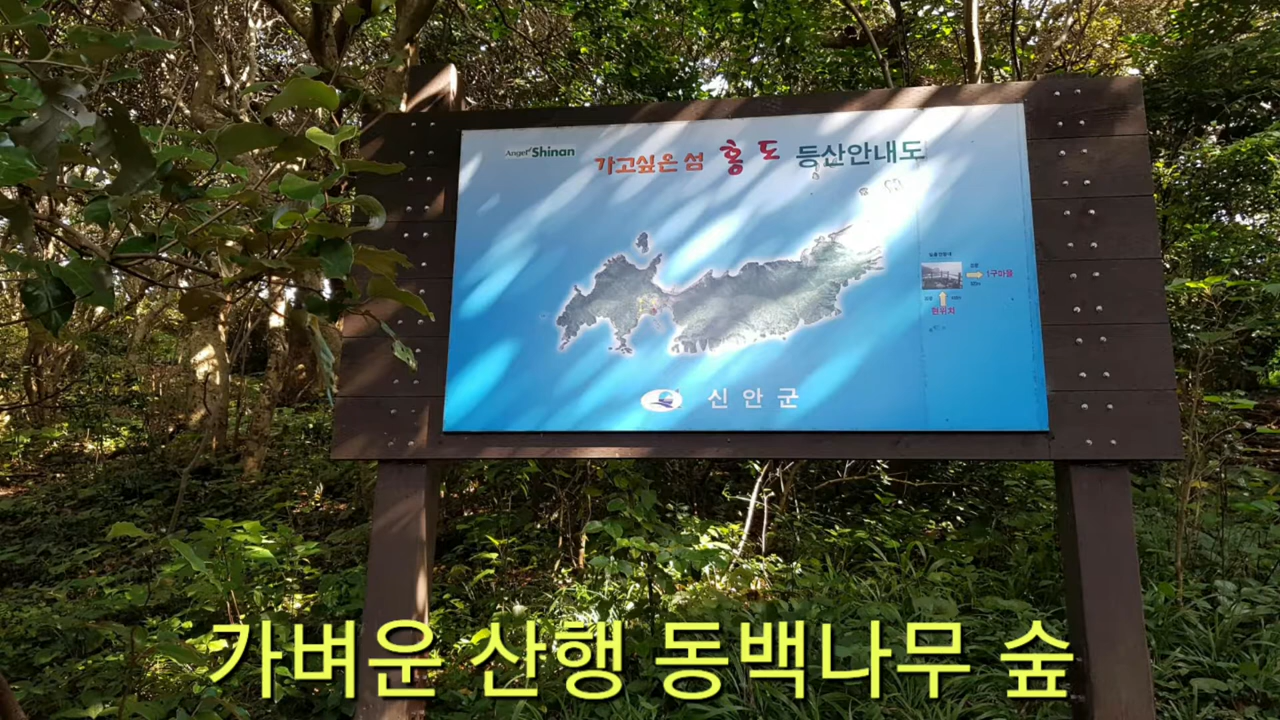 Angel Shinan
가고싶은 섬 홍도 등산안내도
1구마을
현위치
신안군
가벼운 산행 동백나무 숲